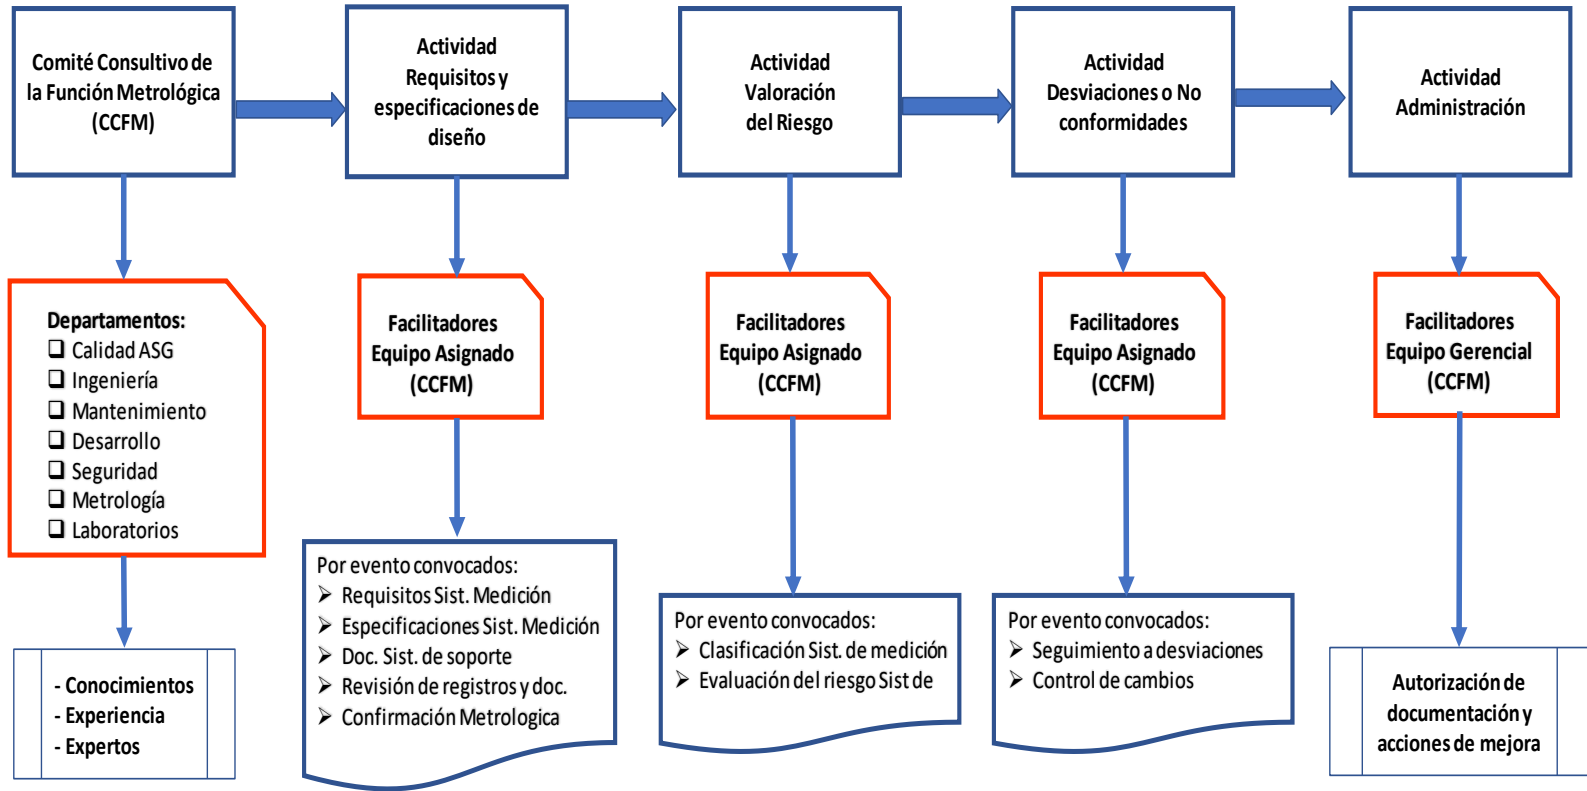 Comité Consultivo de
la Función Metrológica
(CCFM)
Actividad
Requisitos y
especificaciones de
diseño
Actividad
Valoración
del Riesgo
Actividad
Desviaciones o No
conformidades
Actividad
Administración
Departamentos:
❑ Calidad ASG
❑ Ingeniería
❑ Mantenimiento
❑ Desarrollo
❑ Seguridad
❑ Metrología
❑ Laboratorios
Facilitadores
Equipo Asignado
(CCFM)
Facilitadores
Equipo Asignado
(CCFM)
Facilitadores
Equipo Asignado
(CCFM)
Facilitadores
Equipo Gerencial
(CCFM)
- Conocimientos
- Experiencia
- Expertos
Por evento convocados:
➢ Requisitos Sist. Medición
➢ Especificaciones Sist. Medición
➢ Doc. Sist. de soporte
➢ Revisión de registros y doc.
➢ Confirmación Metrologica
Por evento convocados:
➢ Clasificación Sist. de medición
➢ Evaluación del riesgo Sist de
Por evento convocados:
➢ Seguimiento a desviaciones
➢ Control de cambios
Autorización de
documentación y
acciones de mejora